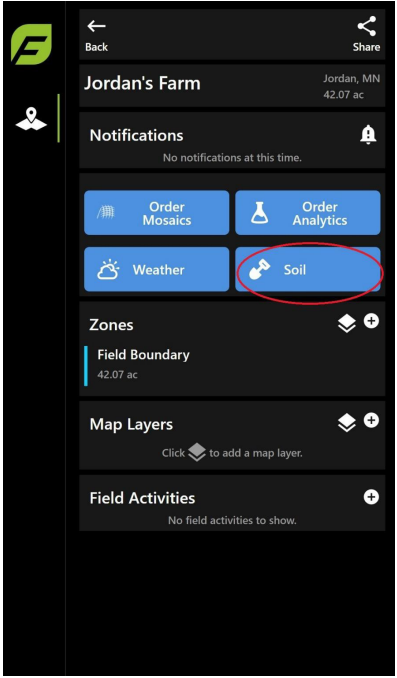 Back
Share
Jordan's Farm
Jordan, MN
42.07 ac
Notifications
No notifications at this time.
Order
Mosaics
Order
Analytics
Weather
Soil
Zones
Field Boundary
42.07 ac
Map Layers
Click to add a map layer.
Field Activities
No field activities to show.